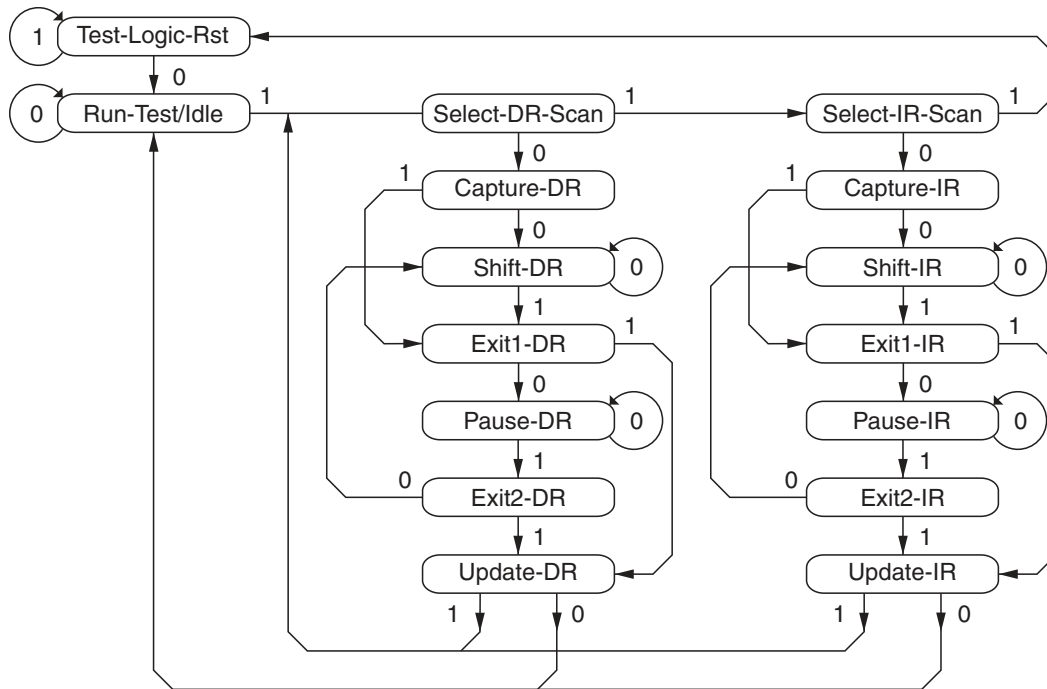 1 Test-Logic-Rst
0
0 Run-Test/Idle 1 Select-DR-Scan 1 Select-IR-Scan 1
0 0
1 Capture-DR 1 Capture-IR
0 0
Shift-DR 0 Shift-IR 0
1 1
Exit1-DR 1 Exit1-IR 1
0 0
Pause-DR 0 Pause-IR 0
1 1
0 Exit2-DR 0 Exit2-IR
1 1
Update-DR Update-IR
1 0 1 0